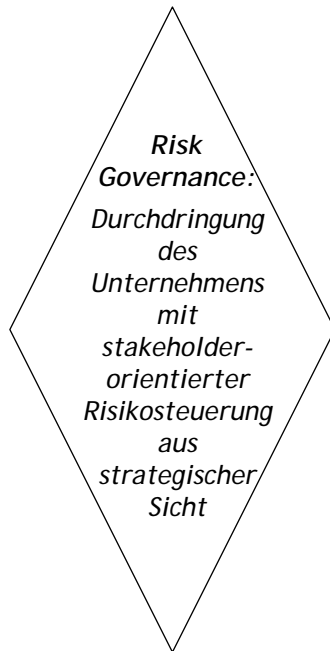 Risk
Governance:
Durchdringung
des
Unternehmens
mit
stakeholder-
orientierter
Risikosteuerung
aus
strategischer
Sicht